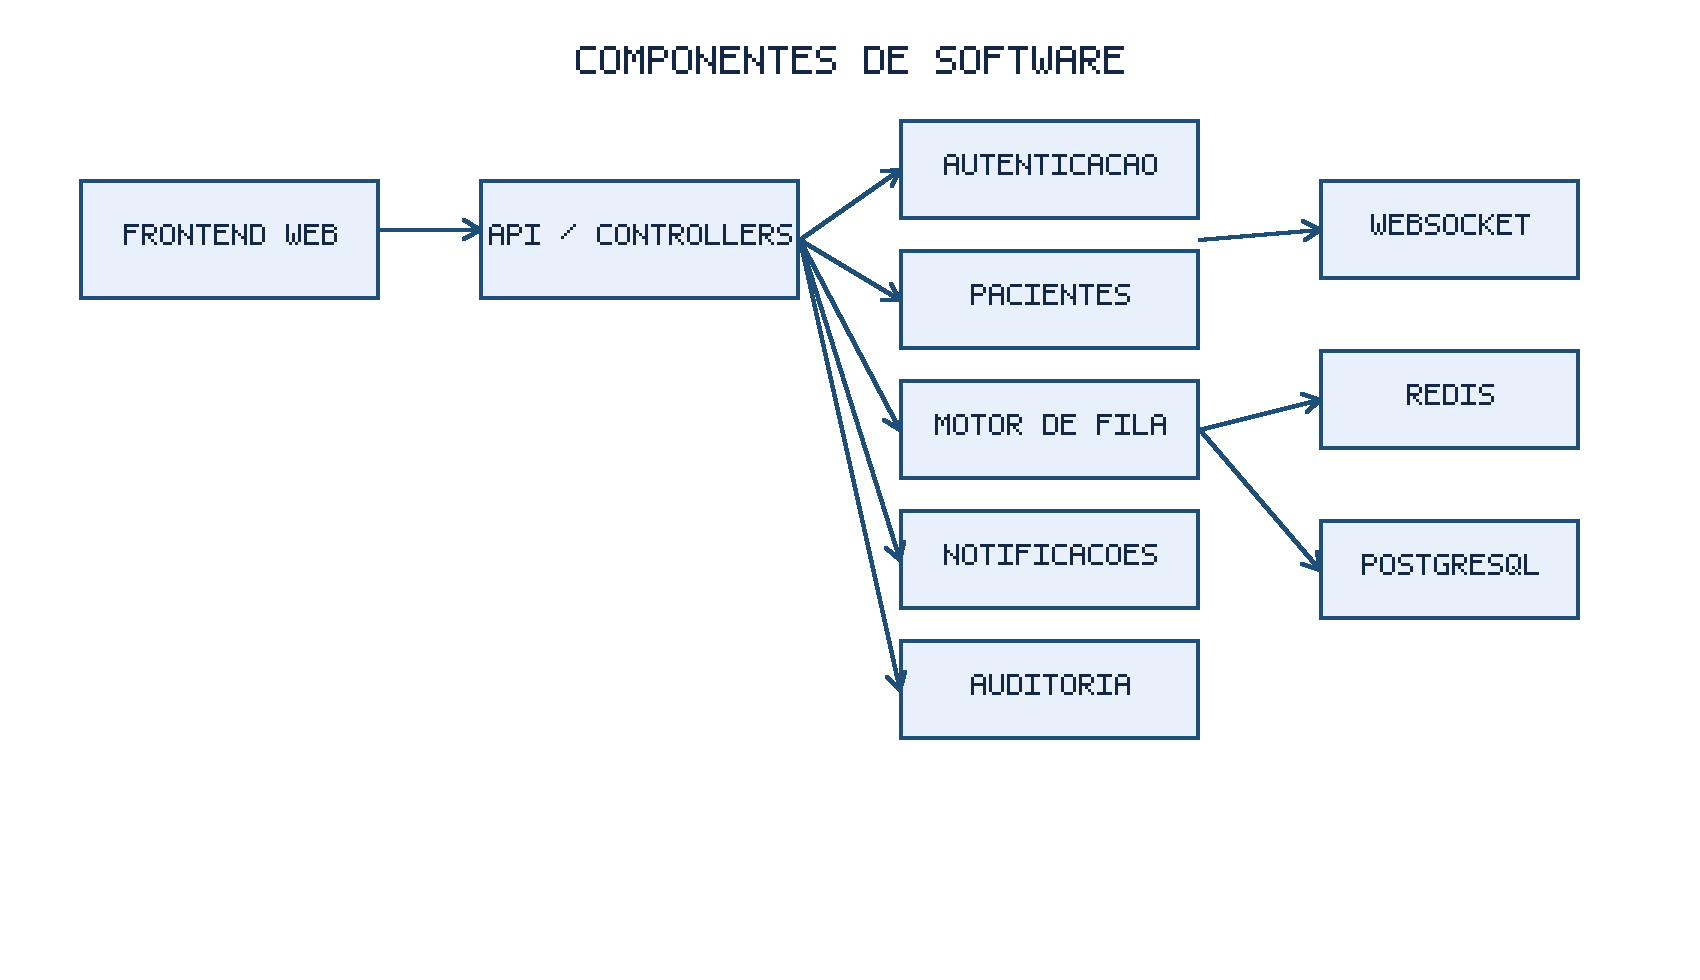 COMPONENTES DE SOFTWARE
FRONTEND WEB
API / CONTROLLERS
AUTENTICACAO
PACIENTES
MOTOR DE FILA
NOTIFICACOES
AUDITORIA
WEBSOCKET
REDIS
POSTGRESQL